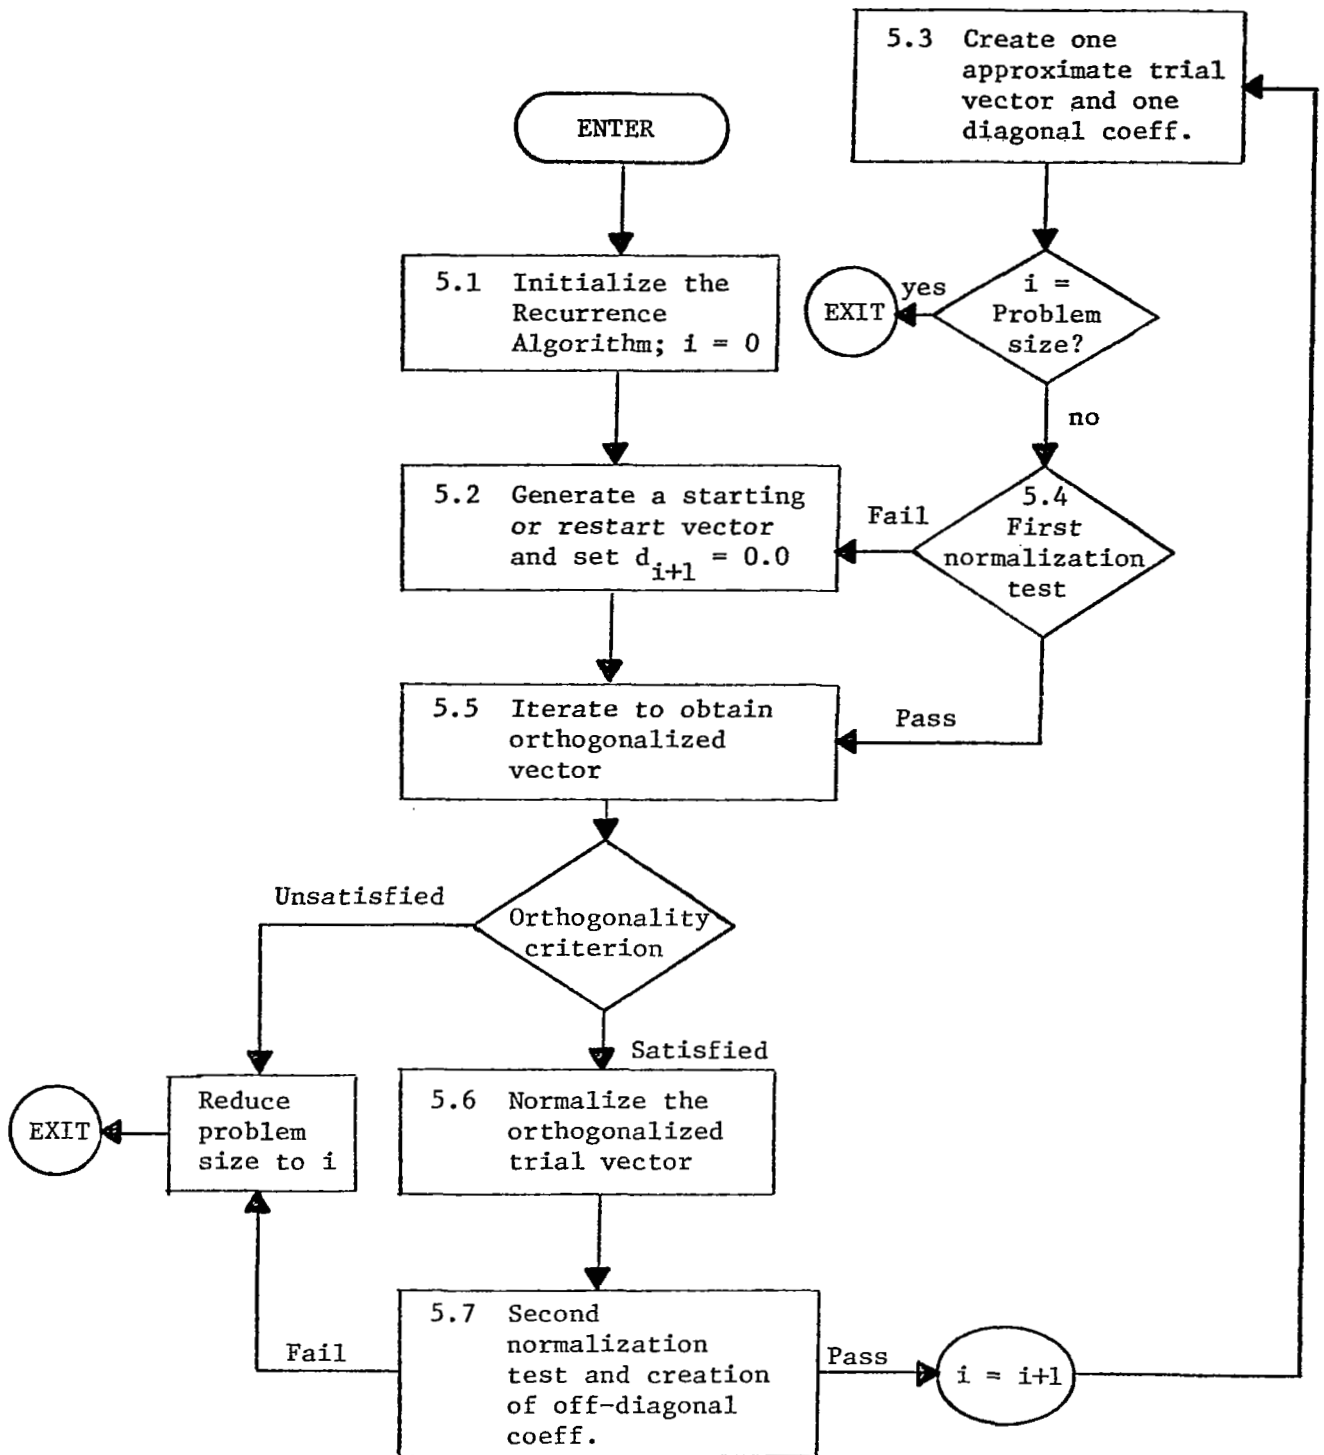 ENTER
5.1 Initialize the
Recurrence
Algorithm; i = 0
5.2 Generate a starting
or restart vector
and set d_{i+1} = 0.0
5.3 Create one
approximate trial
vector and one
diagonal coeff.
i =
Problem
size?
yes
EXIT
no
5.4
First
normalization
test
Fail
Pass
5.5 Iterate to obtain
orthogonalized
vector
Orthogonality
criterion
Unsatisfied
Satisfied
Reduce
problem
size to i
EXIT
5.6 Normalize the
orthogonalized
trial vector
5.7 Second
normalization
test and creation
of off-diagonal
coeff.
Fail
Pass
i = i+1